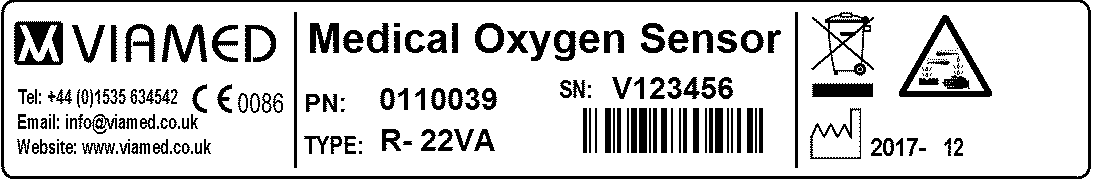 VIAMED
Tel: +44 (0)1535 634542
Email: info@viamed.co.uk
Website: www.viamed.co.uk
CE 0086
Medical Oxygen Sensor
PN: 0110039
TYPE: R- 22VA
SN: V123456
2017- 12